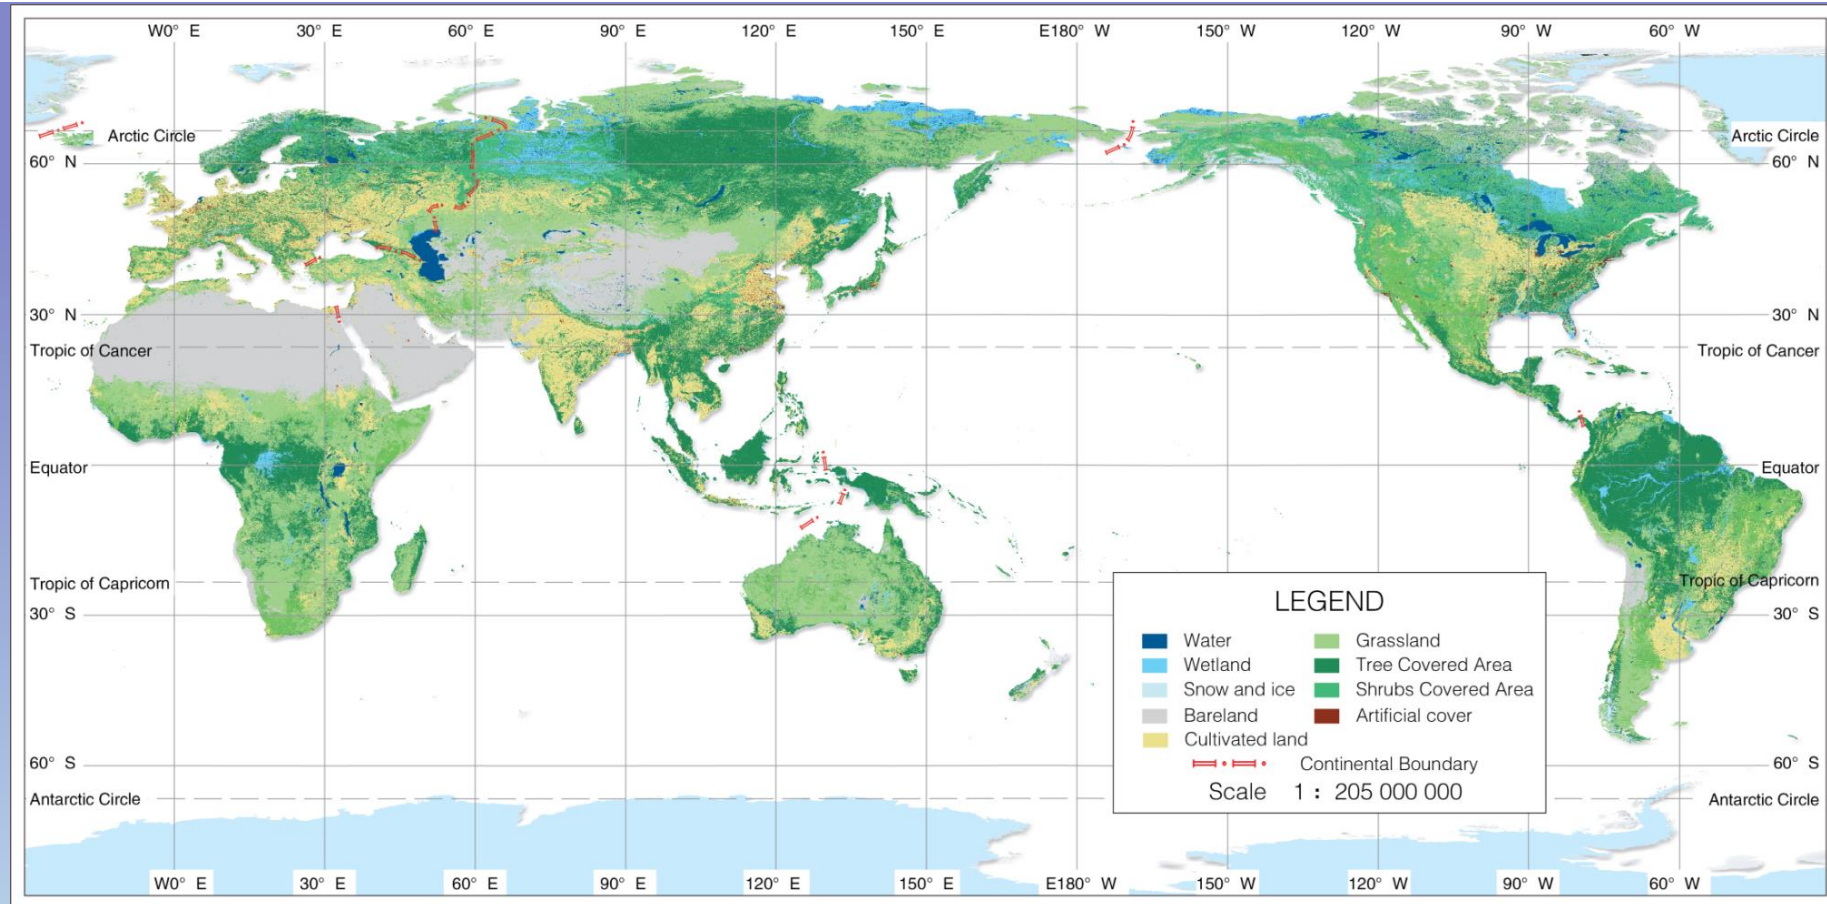 W0° E 30° E 60° E 90° E 120° E 150° E E180° W 150° W 120° W 90° W 60° W
Arctic Circle Arctic Circle
60° N 60° N
30° N 30° N
Tropic of Cancer Tropic of Cancer
Equator Equator
Tropic of Capricorn Tropic of Capricorn
30° S 30° S
LEGEND
Water Grassland
Wetland Tree Covered Area
Snow and ice Shrubs Covered Area
Bareland Artificial cover
Cultivated land
Continental Boundary
60° S 60° S
Scale 1 : 205 000 000
Antarctic Circle Antarctic Circle
W0° E 30° E 60° E 90° E 120° E 150° E E180° W 150° W 120° W 90° W 60° W